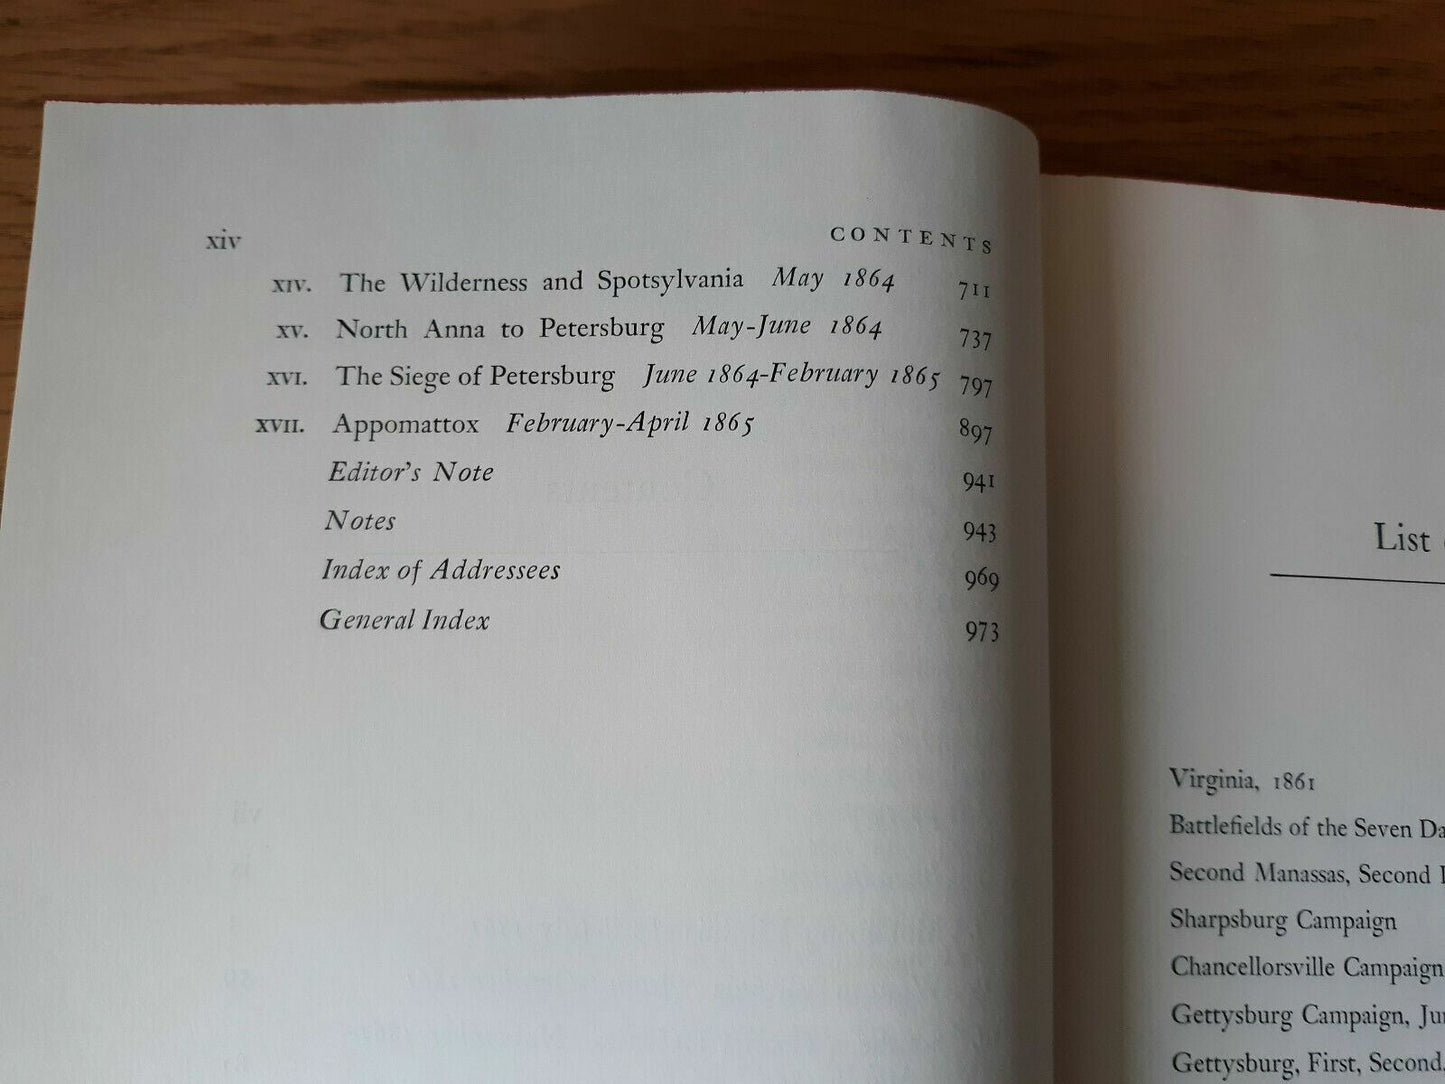 xiv CONTENTS
XIV. The Wilderness and Spotsylvania May 1864 711
XV. North Anna to Petersburg May-June 1864 737
XVI. The Siege of Petersburg June 1864-February 1865 797
XVII. Appomattox February-April 1865 897
Editor's Note 941
Notes 943
Index of Addressees 969
General Index 973
List
Virginia, 1861
Battlefields of the Seven
Second Manassas, Second
Sharpsburg Campaign
Chancellorsville Campaign
Gettysburg Campaign,
Gettysburg, First, Second,